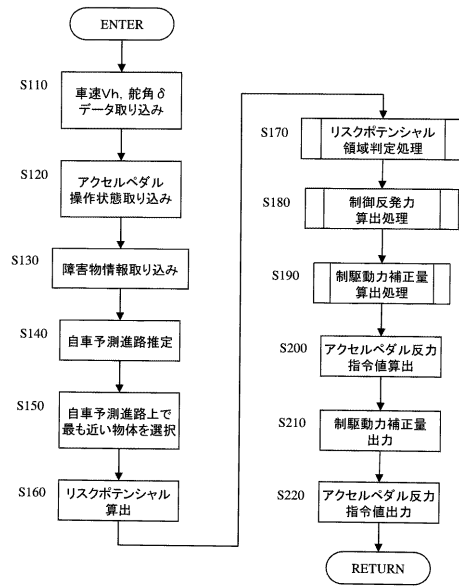 ENTER
S110
車速Vh, 舵角δ
データ取り込み
S120
アクセルペダル
操作状態取り込み
S130
障害物情報取り込み
S140
自車予測進路推定
S150
自車予測進路上で
最も近い物体を選択
S160
リスクポテンシャル
算出
S170
リスクポテンシャル
領域判定処理
S180
制御反発力
算出処理
S190
制駆動力補正量
算出処理
S200
アクセルペダル反力
指令値算出
S210
制駆動力補正量
出力
S220
アクセルペダル反力
指令値出力
RETURN